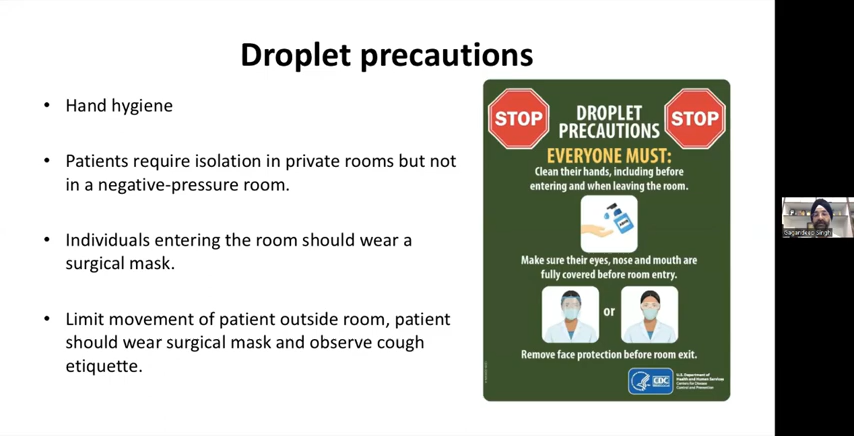 Droplet precautions
• Hand hygiene
• Patients require isolation in private rooms but not
in a negative-pressure room.
• Individuals entering the room should wear a
surgical mask.
• Limit movement of patient outside room, patient
should wear surgical mask and observe cough
etiquette.
STOP
DROPLET
PRECAUTIONS
STOP
EVERYONE MUST:
Clean their hands, including before
entering and when leaving the room.
Make sure their eyes, nose and mouth are
fully covered before room entry.
or
Remove face protection before room exit.
CDC
U.S. Department of
Health and Human Services
Centers for Disease
Control and Prevention
Gagandeep Singh